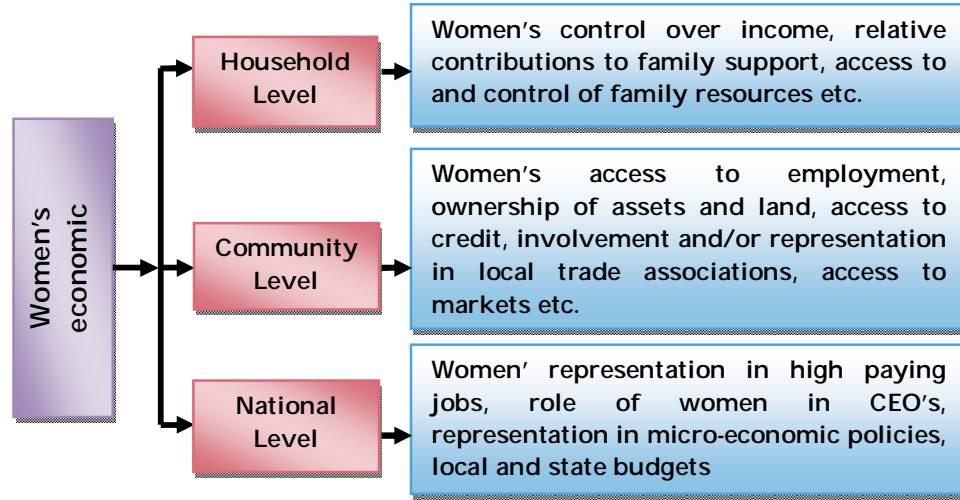 Women's
economic
Household
Level
Women's control over income, relative
contributions to family support, access to
and control of family resources etc.
Community
Level
Women's access to employment,
ownership of assets and land, access to
credit, involvement and/or representation
in local trade associations, access to
markets etc.
National
Level
Women' representation in high paying
jobs, role of women in CEO's,
representation in micro-economic policies,
local and state budgets